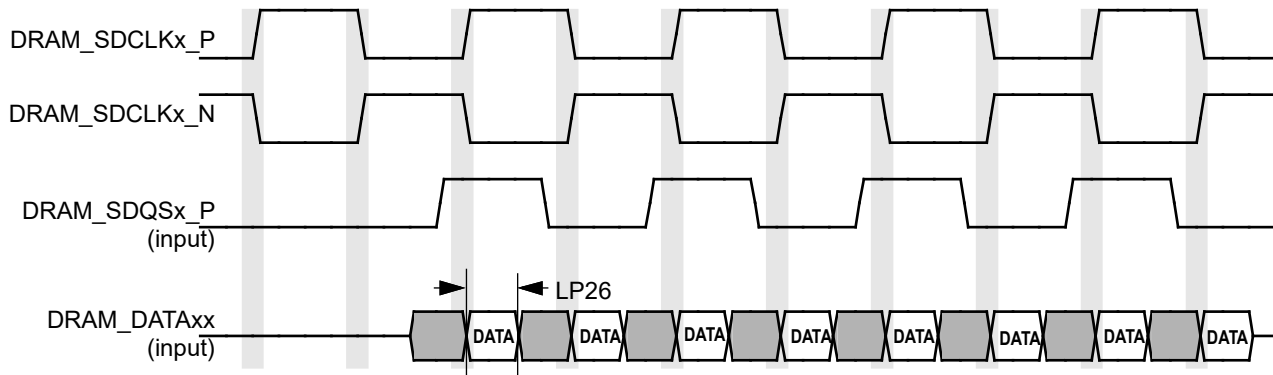 DRAM_SDCLKx_P
DRAM_SDCLKx_N
DRAM_SDQSx_P
(input)
LP26
DRAM_DATAxx
(input)
DATA DATA DATA DATA DATA DATA DATA DATA